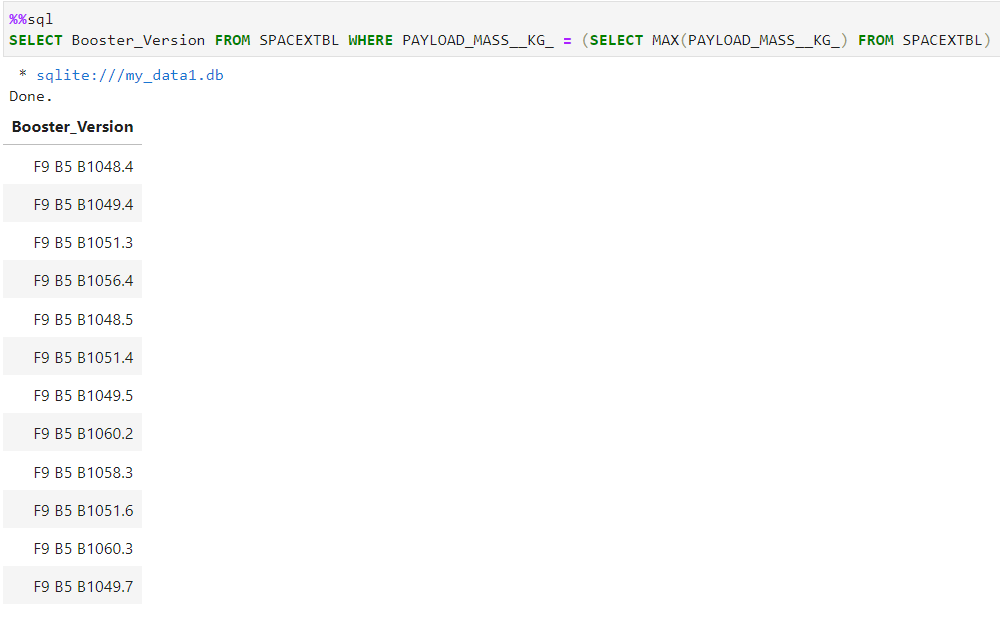 %%sql
SELECT Booster_Version FROM SPACEXTBL WHERE PAYLOAD_MASS__KG_ = (SELECT MAX(PAYLOAD_MASS__KG_) FROM SPACEXTBL)
* sqlite:///my_data1.db
Done.
Booster_Version
F9 B5 B1048.4
F9 B5 B1049.4
F9 B5 B1051.3
F9 B5 B1056.4
F9 B5 B1048.5
F9 B5 B1051.4
F9 B5 B1049.5
F9 B5 B1060.2
F9 B5 B1058.3
F9 B5 B1051.6
F9 B5 B1060.3
F9 B5 B1049.7